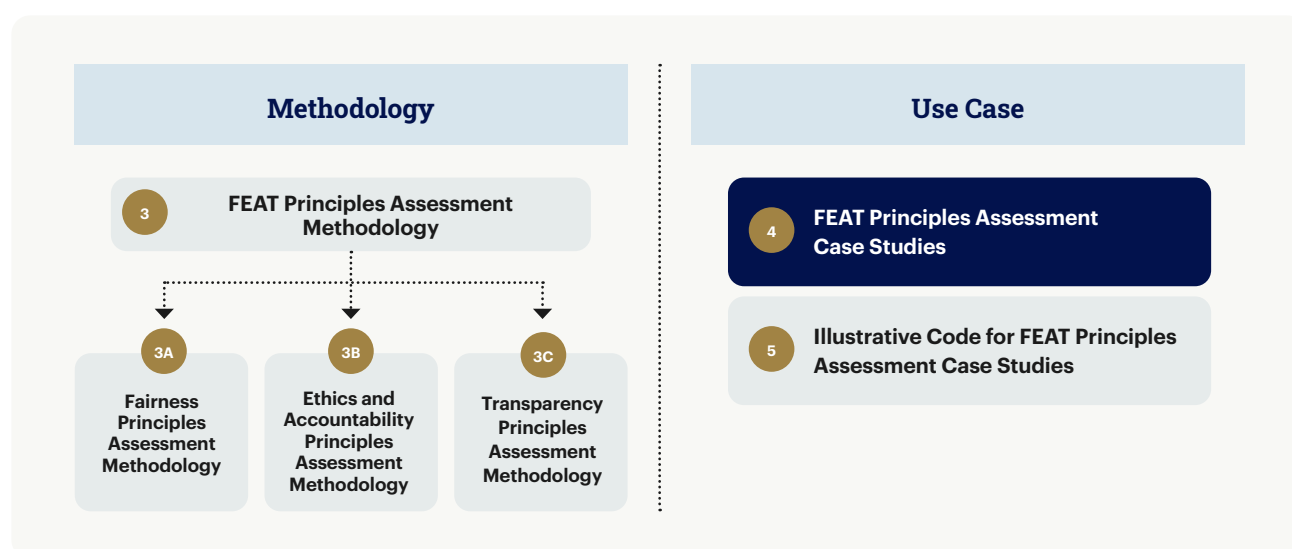 Methodology
Use Case
3
FEAT Principles Assessment
Methodology
3A
Fairness
Principles
Assessment
Methodology
3B
Ethics and
Accountability
Principles
Assessment
Methodology
3C
Transparency
Principles
Assessment
Methodology
4
FEAT Principles Assessment
Case Studies
5
Illustrative Code for FEAT Principles
Assessment Case Studies